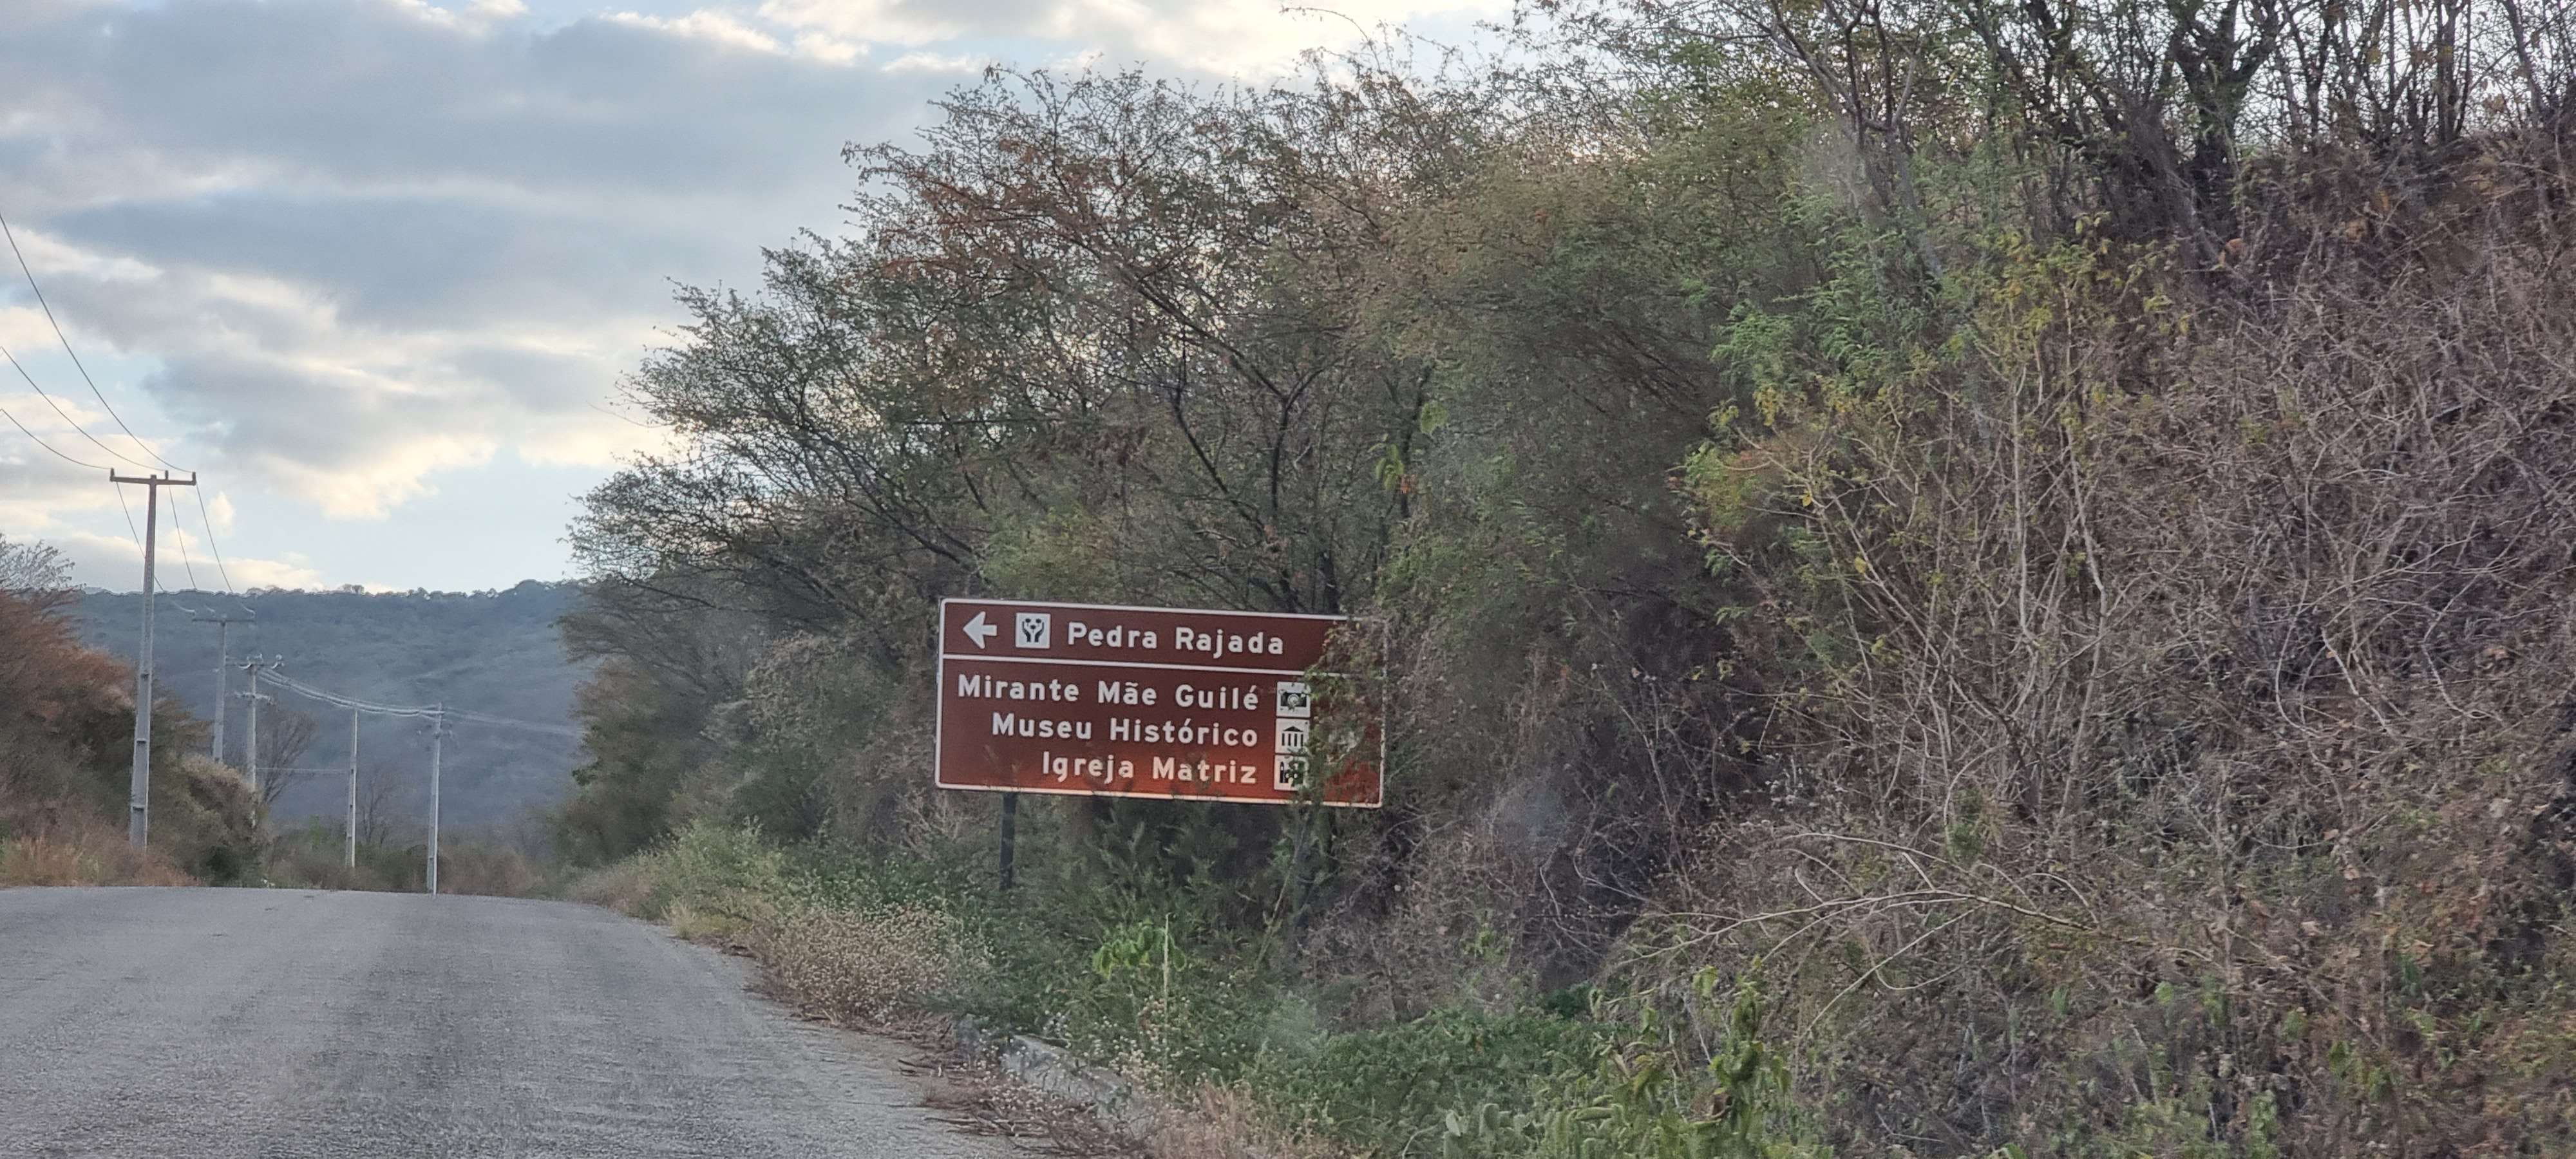 Pedra Rajada
Mirante Mãe Guilé
Museu Histórico
Igreja Matriz